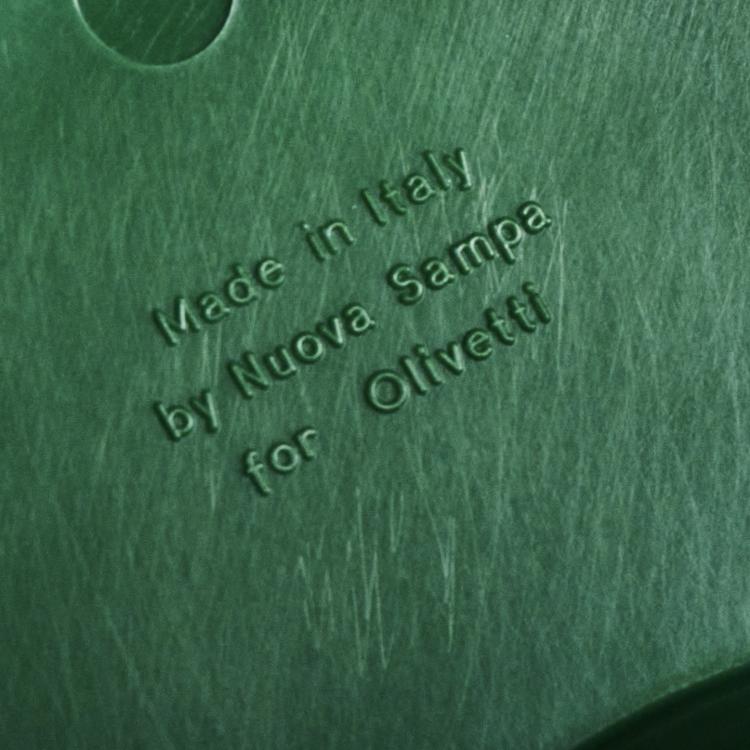 Made in Italy
by Nuova Sampa
for Olivetti